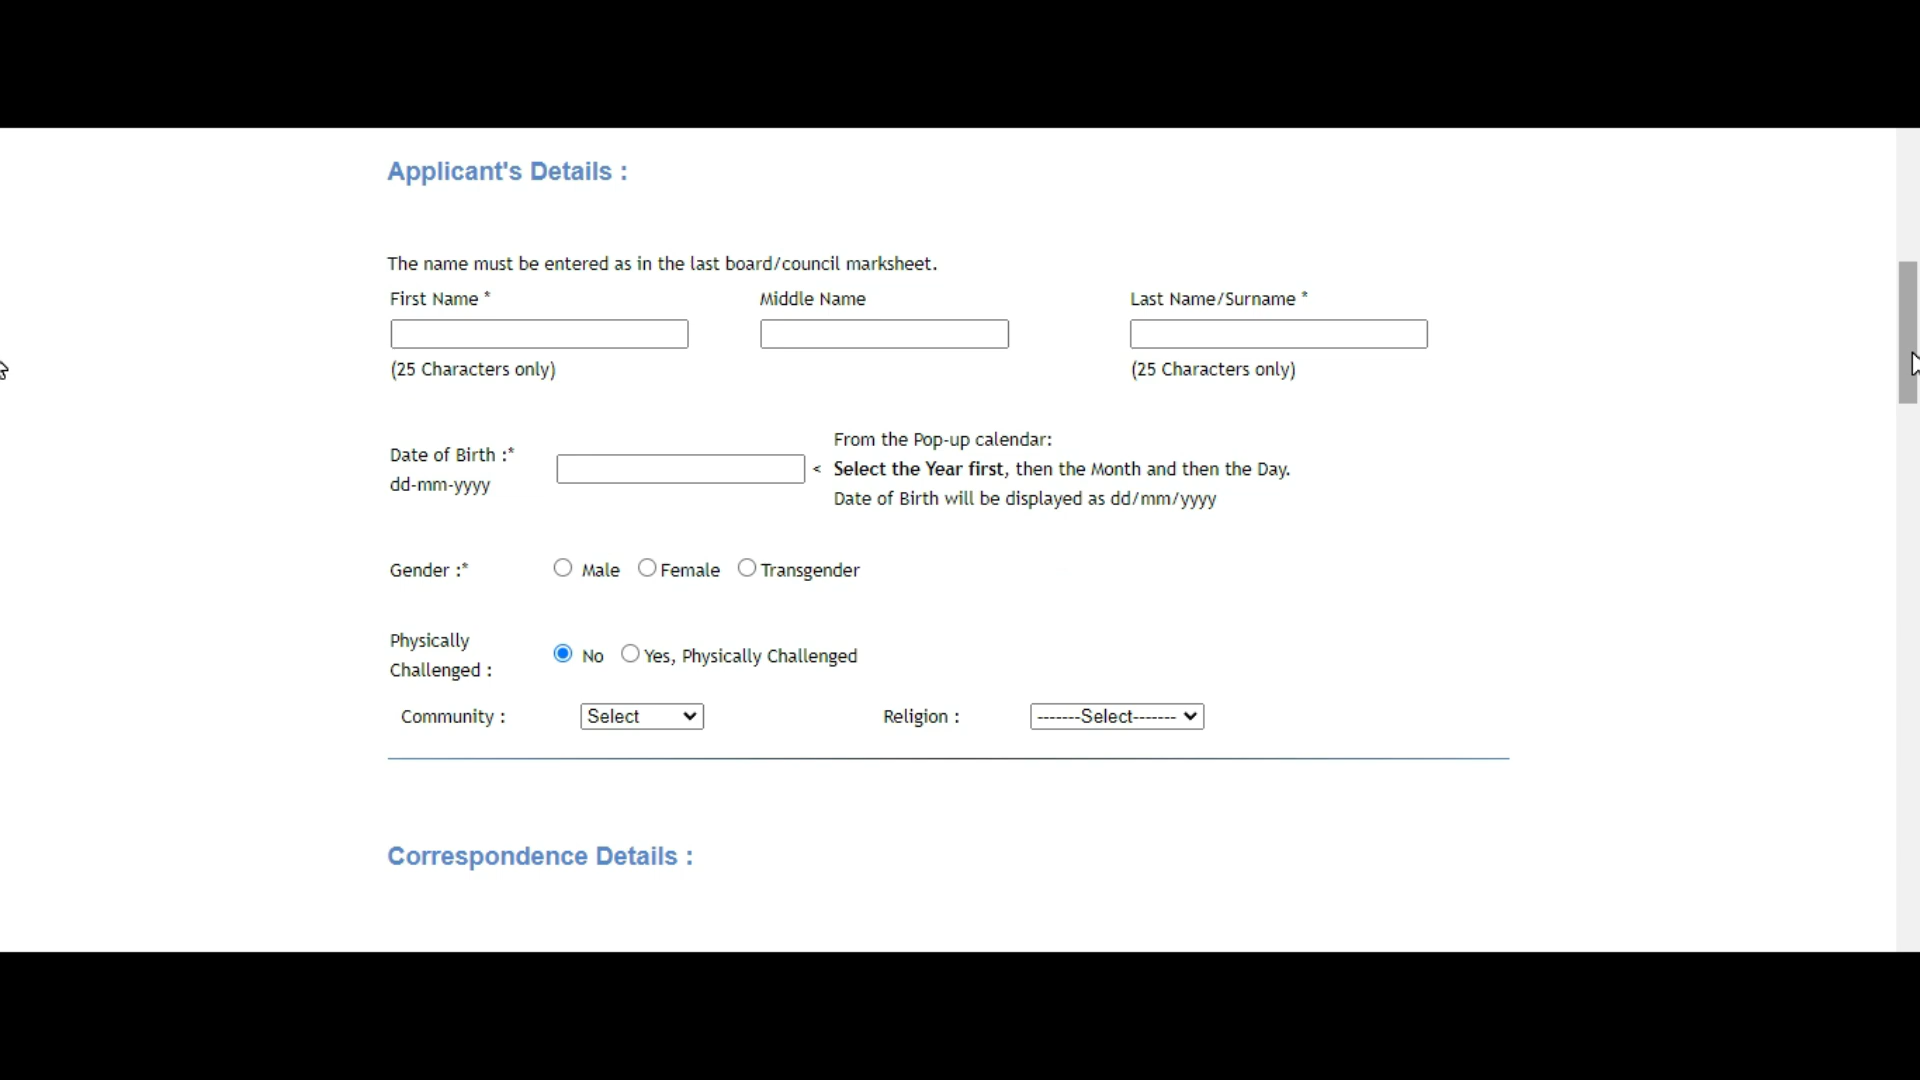 Applicant's Details :
The name must be entered as in the last board/council marksheet.
First Name * Middle Name Last Name/Surname *
(25 Characters only) (25 Characters only)
From the Pop-up calendar:
Date of Birth :*
< Select the Year first, then the Month and then the Day.
dd-mm-yyyy
Date of Birth will be displayed as dd/mm/yyyy
Gender :* Male Female Transgender
Physically
Challenged : No Yes, Physically Challenged
Community : Select Religion : -------Select-------
Correspondence Details :